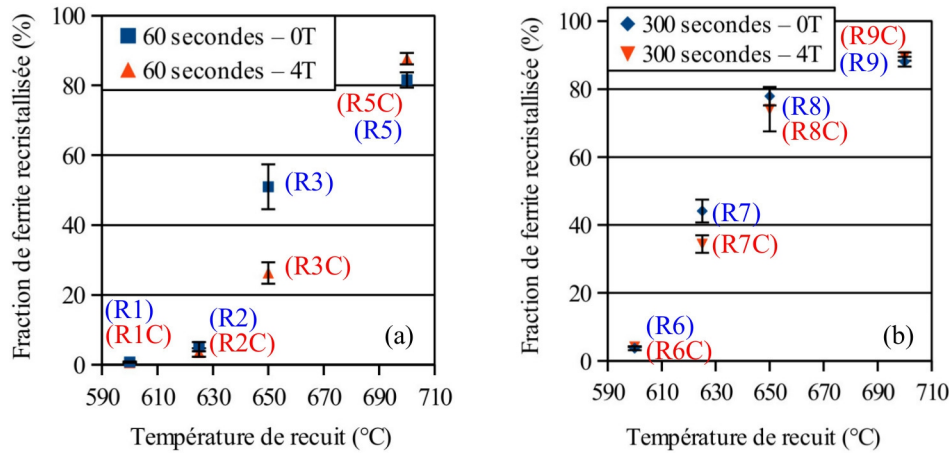 Fraction de ferrite recristallisée (%)
100
80
60
40
20
0
60 secondes – 0T
60 secondes – 4T
(R5C)
(R5)
(R3)
(R3C)
(R1)
(R1C)
(R2)
(R2C)
(a)
590 610 630 650 670 690 710
Température de recuit (°C)
Fraction de ferrite recristallisée (%)
100
80
60
40
20
0
300 secondes – 0T
300 secondes – 4T
(R9C)
(R9)
(R8)
(R8C)
(R7)
(R7C)
(R6)
(R6C)
(b)
590 610 630 650 670 690 710
Température de recuit (°C)